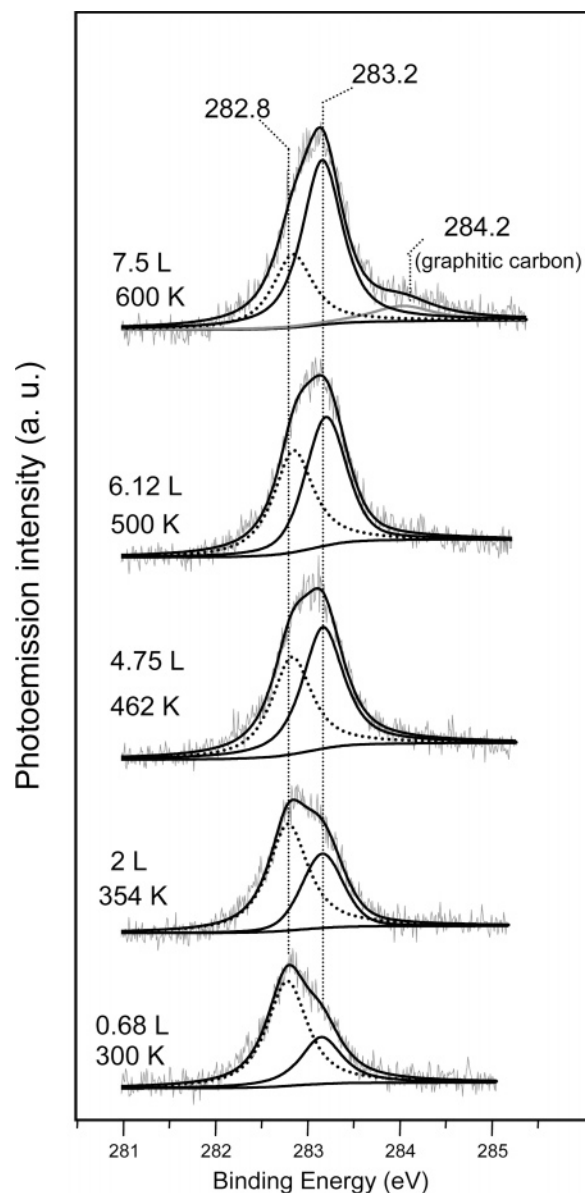 283.2
282.8
284.2
(graphitic carbon)
7.5 L
600 K
6.12 L
500 K
4.75 L
462 K
2 L
354 K
0.68 L
300 K
Photoemission intensity (a. u.)
281 282 283 284 285
Binding Energy (eV)